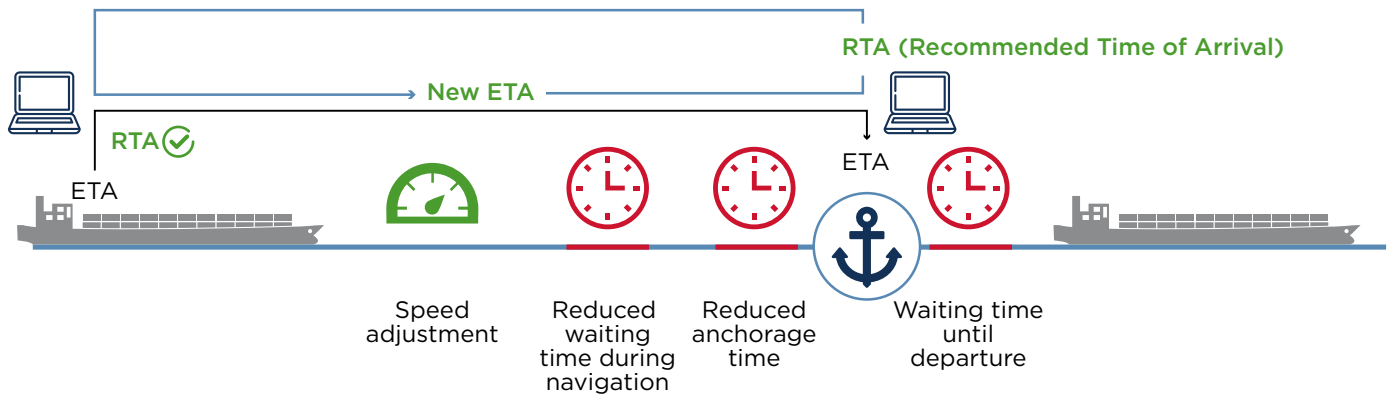 RTA (Recommended Time of Arrival)
New ETA
RTA
ETA
ETA
Speed
adjustment
Reduced
waiting
time during
navigation
Reduced
anchorage
time
Waiting time
until
departure